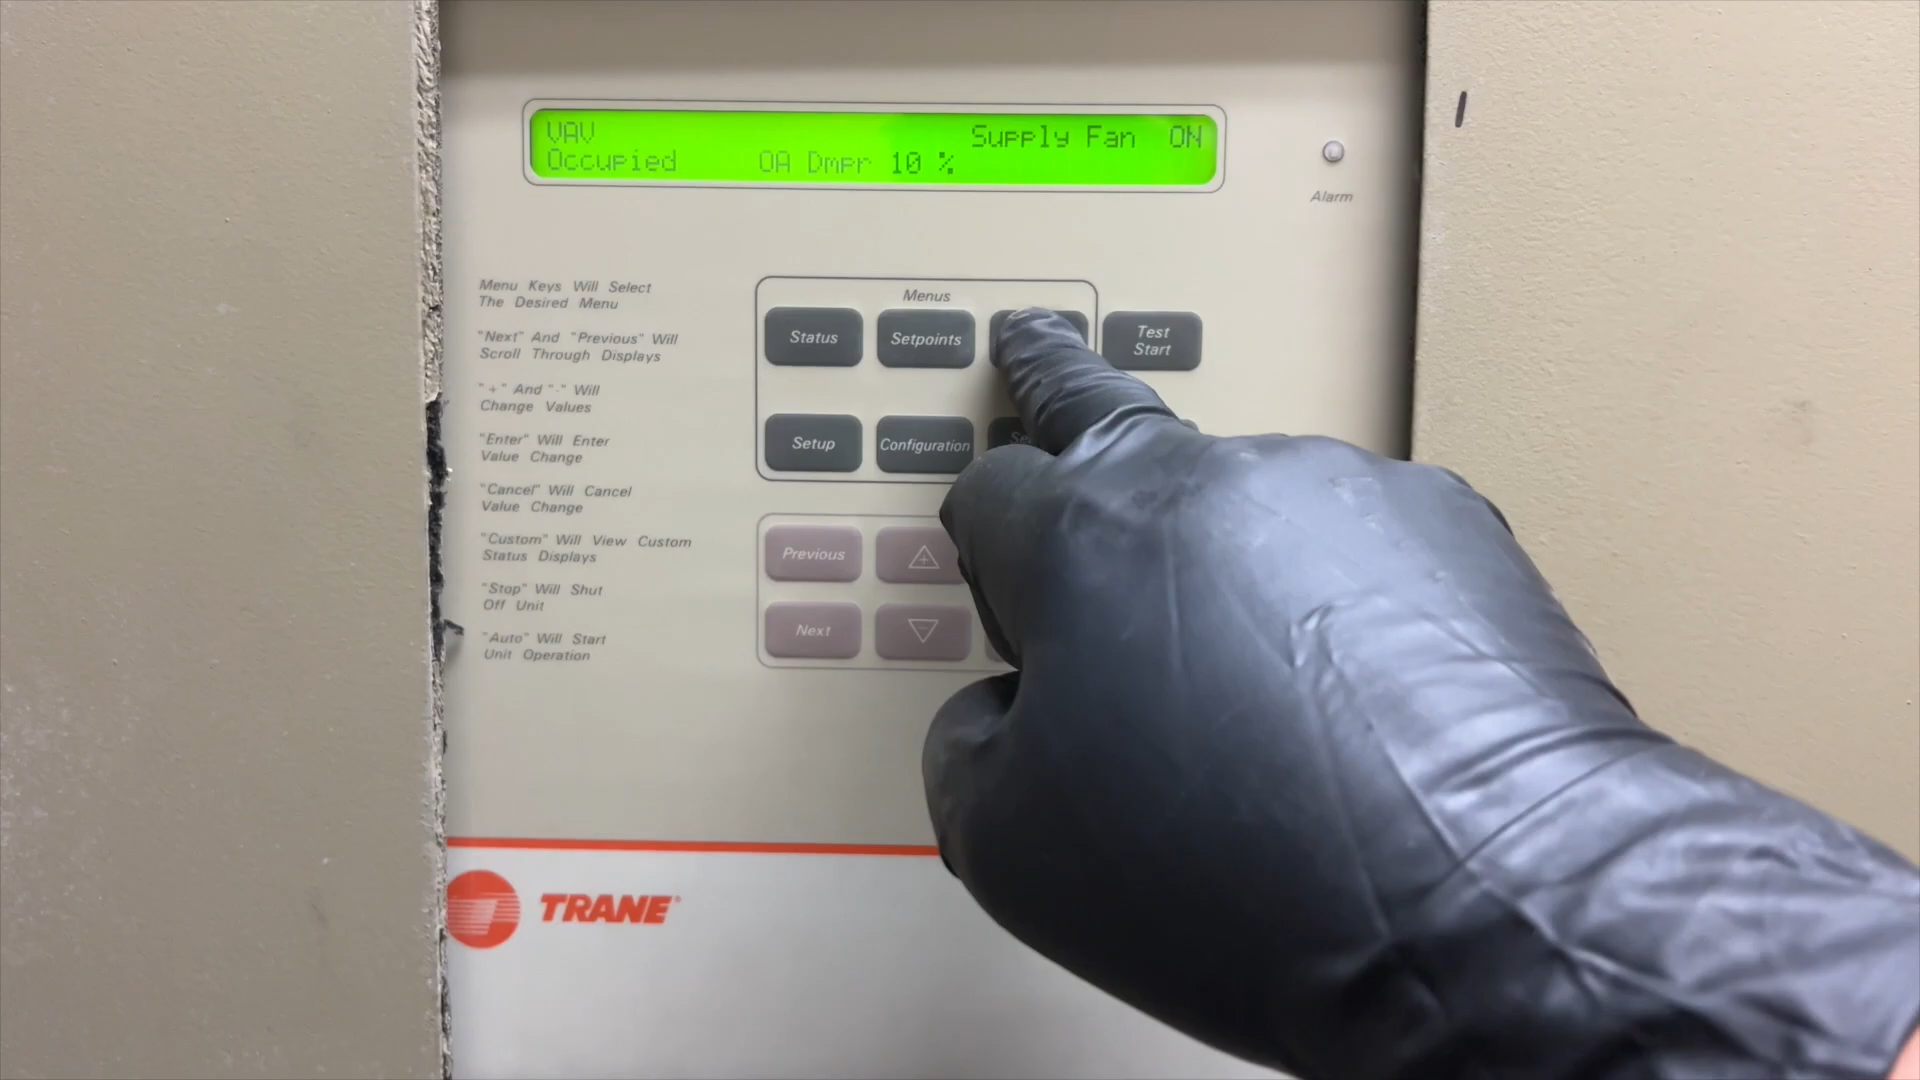 VAV Supply Fan ON
Occupied OA Dmpr 10 %
Alarm
Menu Keys Will Select
The Desired Menu
"Next" And "Previous" Will
Scroll Through Displays
"+" And "-" Will
Change Values
"Enter" Will Enter
Value Change
"Cancel" Will Cancel
Value Change
"Custom" Will View Custom
Status Displays
"Stop" Will Shut
Off Unit
"Auto" Will Start
Unit Operation
Menus
Status
Setpoints
Test
Start
Setup
Configuration
Previous
+
Next
-
TRANE